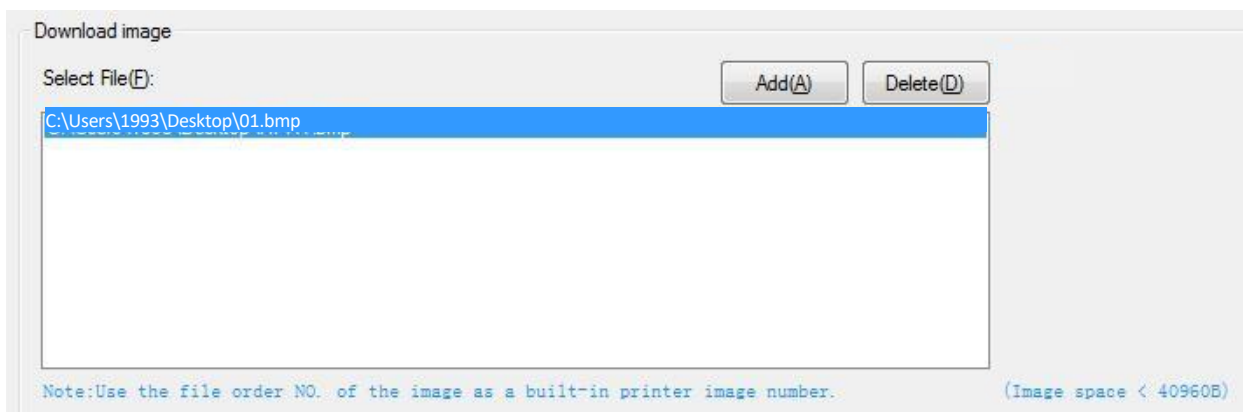 Download image
Select File(F):
Add(A) Delete(D)
C:\Users\1993\Desktop\01.bmp
Note:Use the file order NO. of the image as a built-in printer image number. (Image space < 40960B)